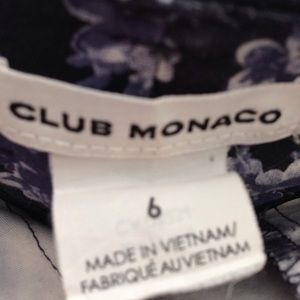 CLUB MONACO
6
MADE IN VIETNAM/
FABRIQUÉ AU VIETNAM